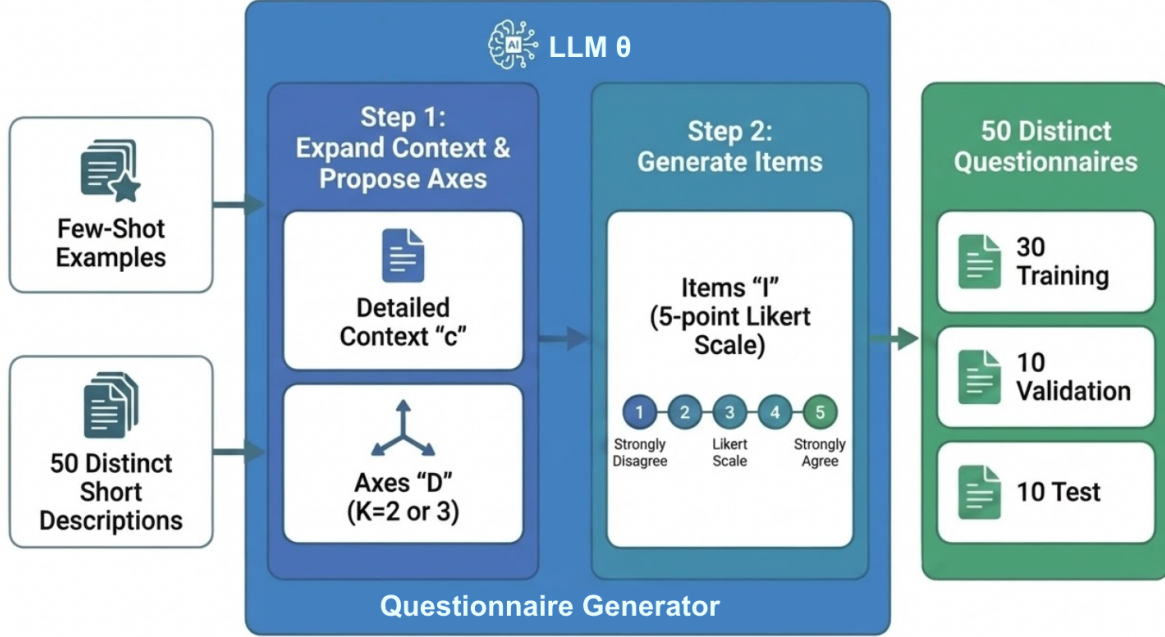 AI
LLM θ
Few-Shot
Examples
50 Distinct
Short
Descriptions
Step 1:
Expand Context &
Propose Axes
Detailed
Context “c”
Axes “D”
(K=2 or 3)
Step 2:
Generate Items
Items “I”
(5-point Likert
Scale)
1 2 3 4 5
Strongly
Disagree
Likert
Scale
Strongly
Agree
Questionnaire Generator
50 Distinct
Questionnaires
30
Training
10
Validation
10 Test